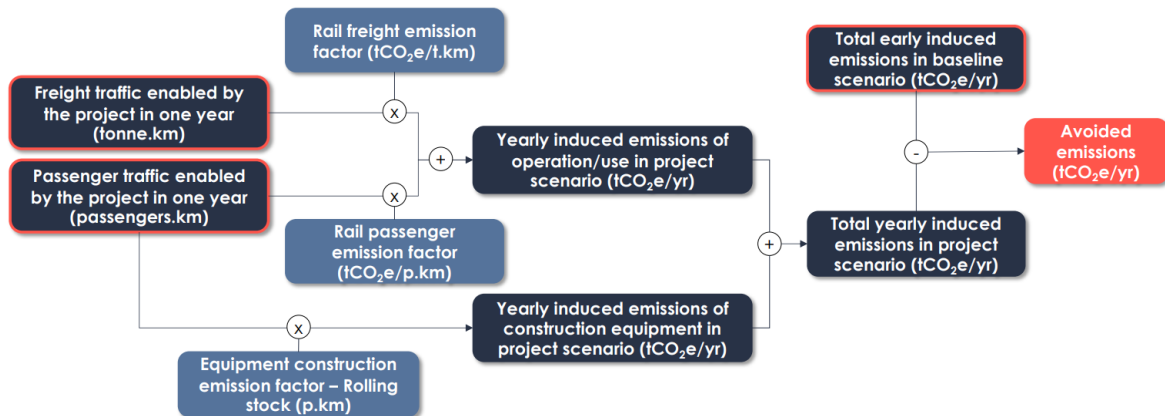 Rail freight emission
factor (tCO₂e/t.km)
Freight traffic enabled by
the project in one year
(tonne.km)
x
Passenger traffic enabled
by the project in one year
(passengers.km)
x
Rail passenger
emission factor
(tCO₂e/p.km)
+
Yearly induced emissions of
operation/use in project
scenario (tCO₂e/yr)
x
Equipment construction
emission factor – Rolling
stock (p.km)
Yearly induced emissions of
construction equipment in
project scenario (tCO₂e/yr)
+
Total early induced
emissions in baseline
scenario (tCO₂e/yr)
-
Avoided
emissions
(tCO₂e/yr)
Total yearly induced
emissions in project
scenario (tCO₂e/yr)